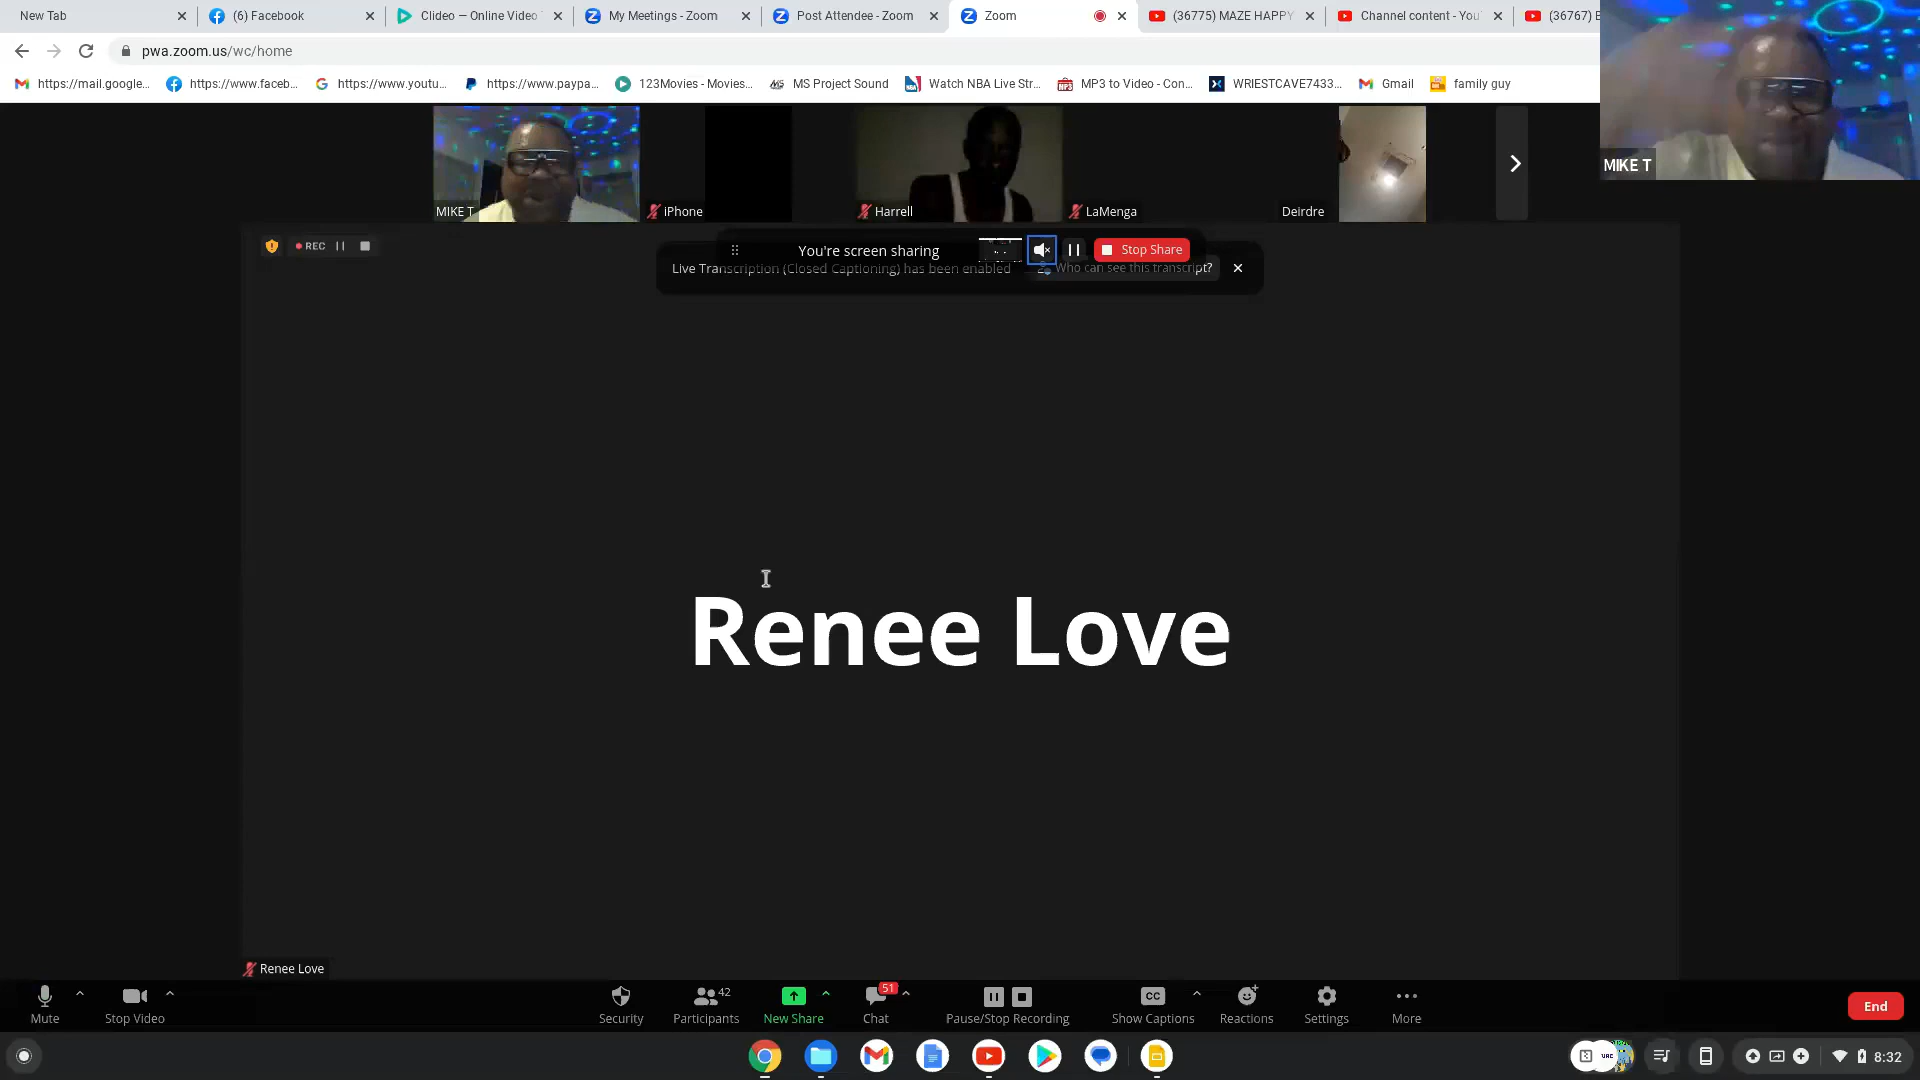 New Tab
(6) Facebook
Clideo — Online Video
My Meetings - Zoom
Post Attendee - Zoom
Zoom
(36775) MAZE HAPPY
Channel content - You
(36767)
pwa.zoom.us/wc/home
https://mail.google...
https://www.faceb...
https://www.youtu...
https://www.paypa...
123Movies - Movies...
MS Project Sound
Watch NBA Live Str...
MP3 to Video - Con...
WRIESTCAVE7433...
Gmail
family guy
MIKE T
MIKE T
iPhone
Harrell
LaMenga
Deirdre
REC
You're screen sharing
Stop Share
Live Transcription (Closed Captioning) has been enabled
Who can see this transcript?
Renee Love
Renee Love
Mute
Stop Video
Security
42
Participants
New Share
51
Chat
Pause/Stop Recording
CC
Show Captions
Reactions
Settings
More
End
8:32